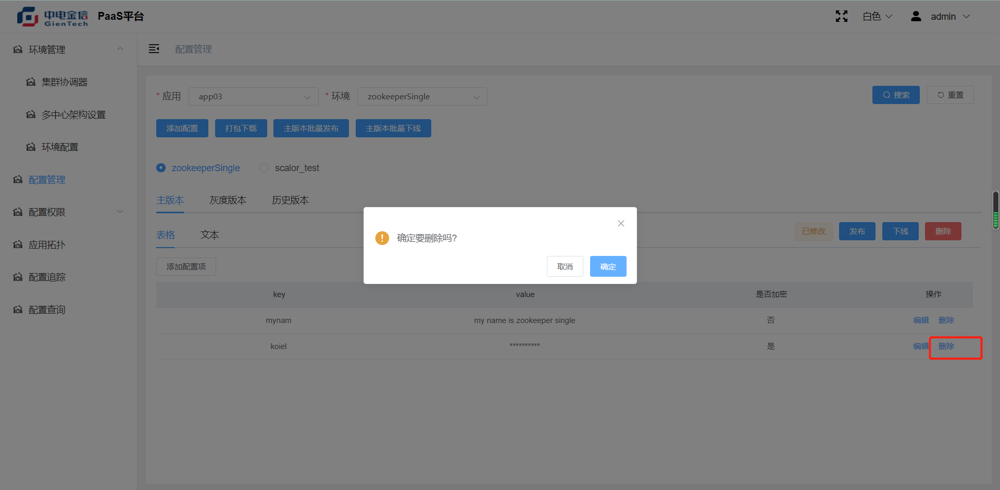 中电金信
GienTech
PaaS平台
白色
admin
环境管理
集群协调器
多中心架构设置
环境配置
配置管理
配置权限
应用拓扑
配置追踪
配置查询
配置管理
* 应用 app03 * 环境 zookeeperSingle 搜索 重置
添加配置 打包下载 主版本批量发布 主版本批量下线
zookeeperSingle scalor_test
主版本 灰度版本 历史版本
表格 文本 已修改 发布 下线 删除
确定要删除吗?
取消 确定
添加配置项
key value 是否加密 操作
mynam my name is zookeeper single 否 编辑 删除
koiel ********** 是 编辑 删除